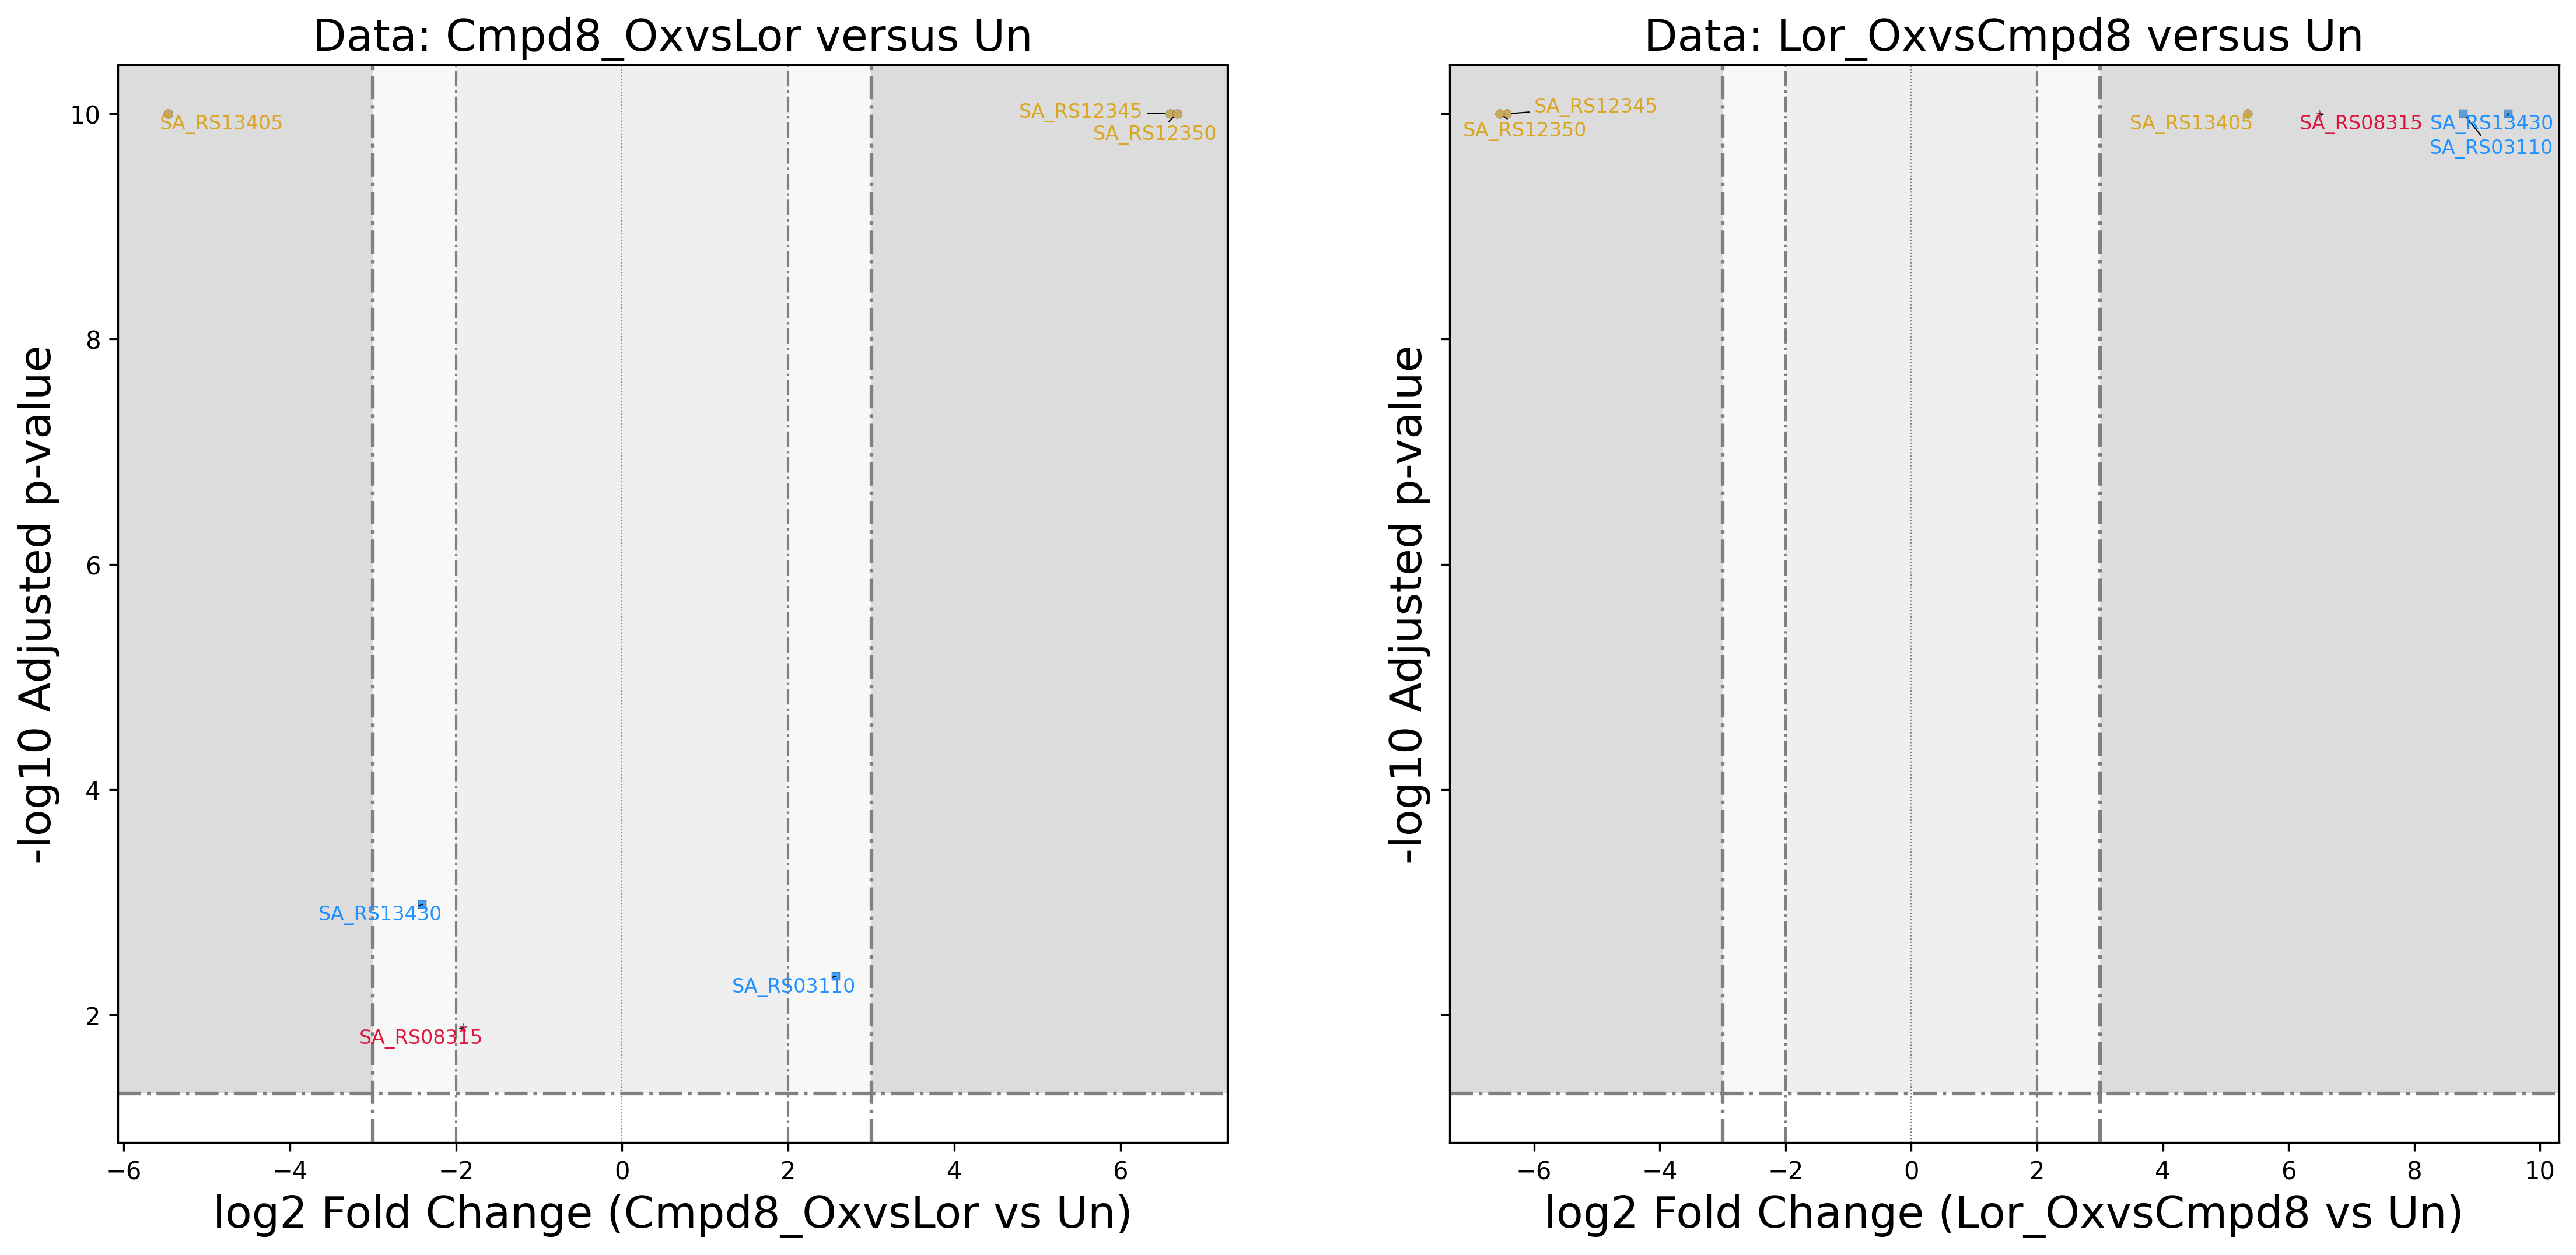 Data: Cmpd8_OxvsLor versus Un
-log10 Adjusted p-value
10
8
6
4
2
SA_RS13405
SA_RS12345
SA_RS12350
SA_RS13430
SA_RS03110
SA_RS08315
−6 −4 −2 0 2 4 6
log2 Fold Change (Cmpd8_OxvsLor vs Un)
Data: Lor_OxvsCmpd8 versus Un
-log10 Adjusted p-value
SA_RS12345
SA_RS12350
SA_RS13405
SA_RS08315
SA_RS13430
SA_RS03110
−6 −4 −2 0 2 4 6 8 10
log2 Fold Change (Lor_OxvsCmpd8 vs Un)